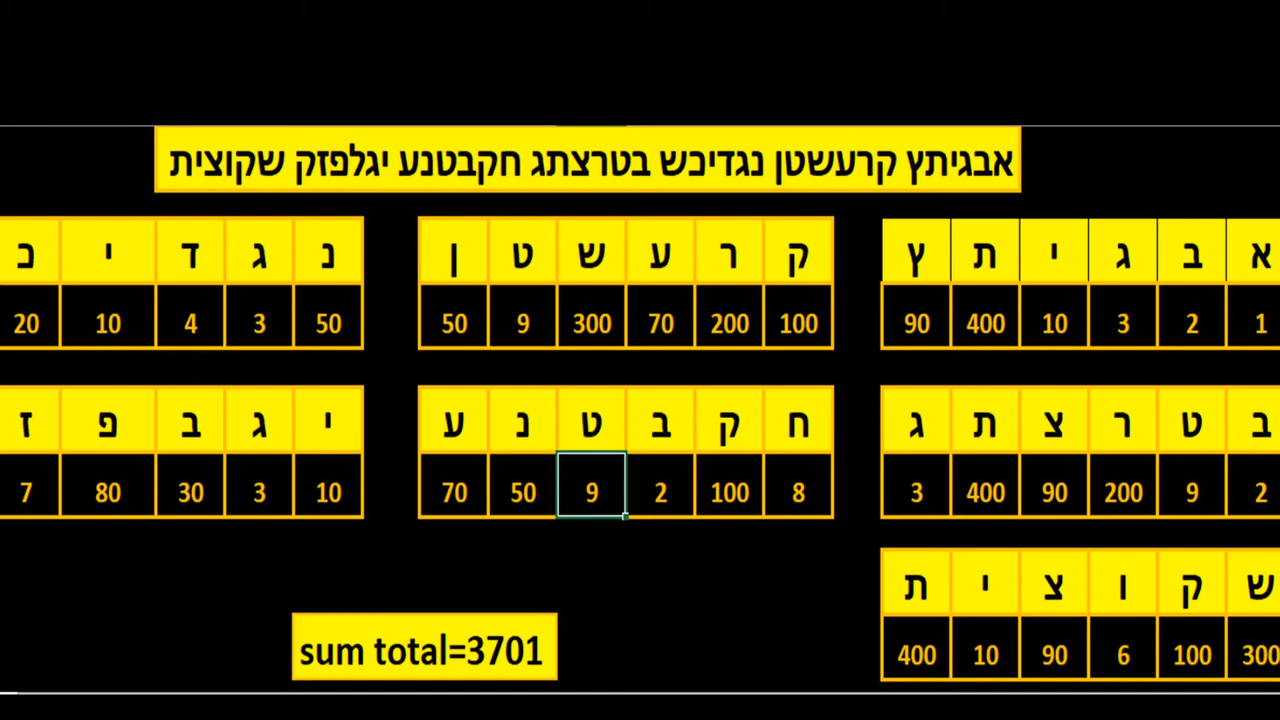 אבגיתץ קרעשטן נגדיכש בטרצתג חקבטנע יגלפזק שקוצית
א ב ג י ת ץ ק ר ע ש ט ן נ ג ד י כ
1 2 3 10 400 90 100 200 70 300 9 50 50 3 4 10 20
ב ט ר צ ת ג ח ק ב ט נ ע י ג ב פ ז
2 9 200 90 400 3 8 100 2 9 50 70 10 3 30 80 7
ש ק ו צ י ת
300 100 6 90 10 400
sum total=3701